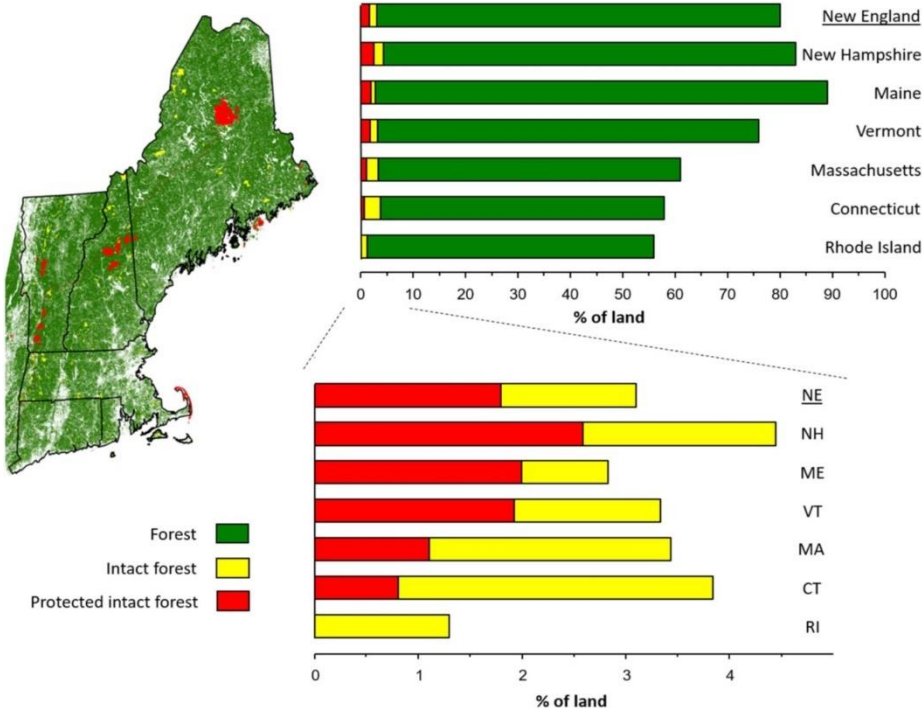 New England
New Hampshire
Maine
Vermont
Massachusetts
Connecticut
Rhode Island
0 10 20 30 40 50 60 70 80 90 100
% of land
NE
NH
ME
VT
MA
CT
RI
0 1 2 3 4
% of land
Forest
Intact forest
Protected intact forest